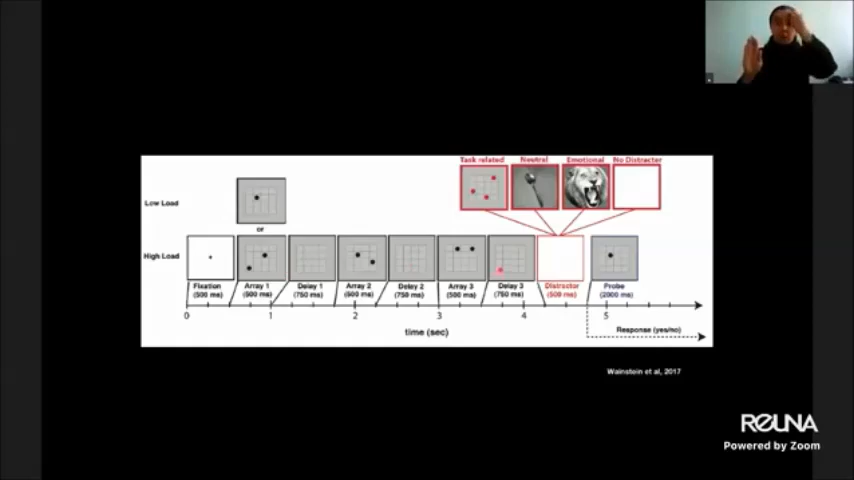 Task related Neutral Emotional No Distracter
Low Load
or
High Load
Fixation (500 ms)
Array 1 (500 ms)
Delay 1 (750 ms)
Array 2 (500 ms)
Delay 2 (750 ms)
Array 3 (500 ms)
Delay 3 (750 ms)
Distractor (500 ms)
Probe (2000 ms)
0 1 2 3 4 5
time (sec)
Response (yes/no)
Wainstein et al, 2017
REUNA
Powered by Zoom